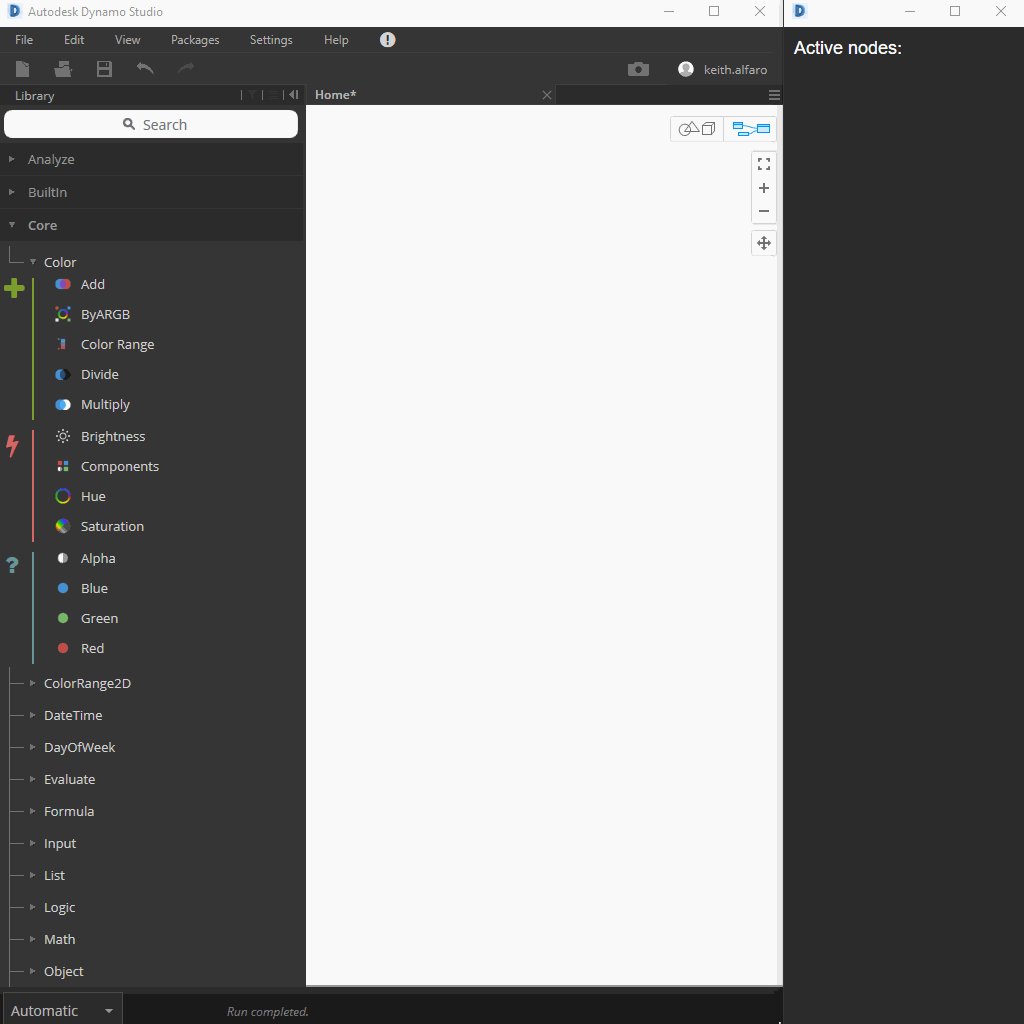 Autodesk Dynamo Studio
File Edit View Packages Settings Help
Active nodes:
keith.alfaro
Library
Home*
Search
Analyze
BuiltIn
Core
Color
Add
ByARGB
Color Range
Divide
Multiply
Brightness
Components
Hue
Saturation
Alpha
Blue
Green
Red
ColorRange2D
DateTime
DayOfWeek
Evaluate
Formula
Input
List
Logic
Math
Object
Automatic
Run completed.